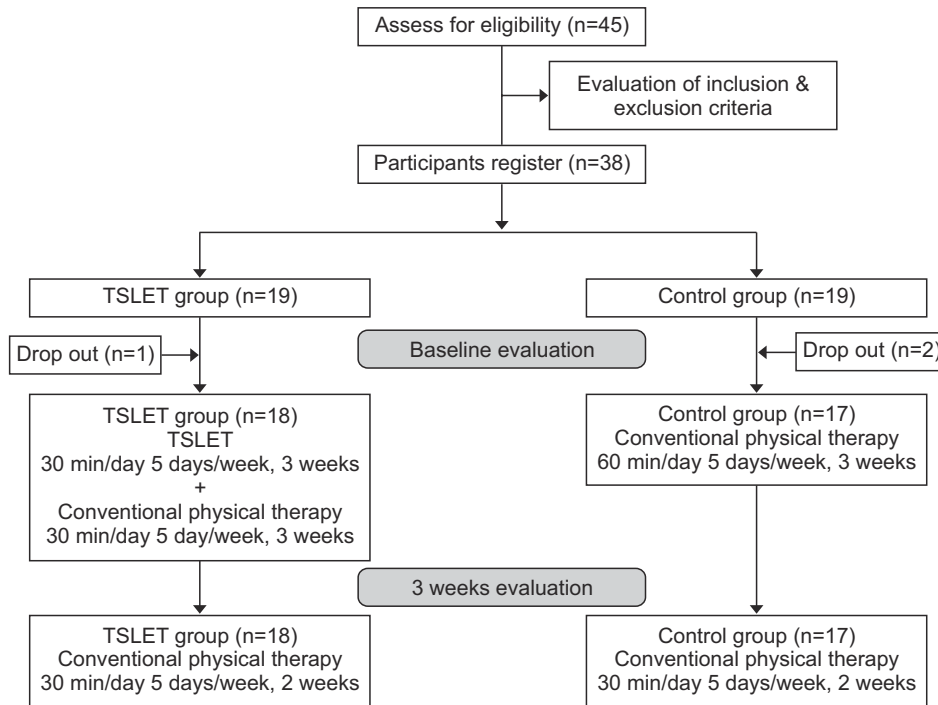 Assess for eligibility (n=45)
Evaluation of inclusion &
exclusion criteria
Participants register (n=38)
TSLET group (n=19)
Control group (n=19)
Drop out (n=1)
Baseline evaluation
Drop out (n=2)
TSLET group (n=18)
TSLET
30 min/day 5 days/week, 3 weeks
+
Conventional physical therapy
30 min/day 5 day/week, 3 weeks
Control group (n=17)
Conventional physical therapy
60 min/day 5 days/week, 3 weeks
3 weeks evaluation
TSLET group (n=18)
Conventional physical therapy
30 min/day 5 days/week, 2 weeks
Control group (n=17)
Conventional physical therapy
30 min/day 5 days/week, 2 weeks